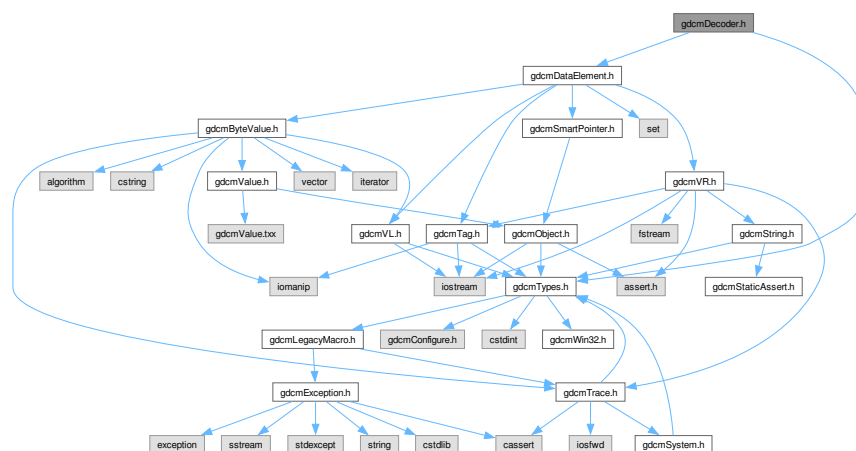 gdcmDecoder.h
gdcmDataElement.h
gdcmByteValue.h
gdcmSmartPointer.h
set
algorithm
cstring
gdcmValue.h
vector
iterator
gdcmVR.h
gdcmValue.txx
gdcmVL.h
gdcmTag.h
gdcmObject.h
fstream
gdcmString.h
iomanip
iostream
gdcmTypes.h
assert.h
gdcmStaticAssert.h
gdcmLegacyMacro.h
gdcmConfigure.h
cstdint
gdcmWin32.h
gdcmException.h
gdcmTrace.h
exception
sstream
stdexcept
string
cstdlib
cassert
iosfwd
gdcmSystem.h